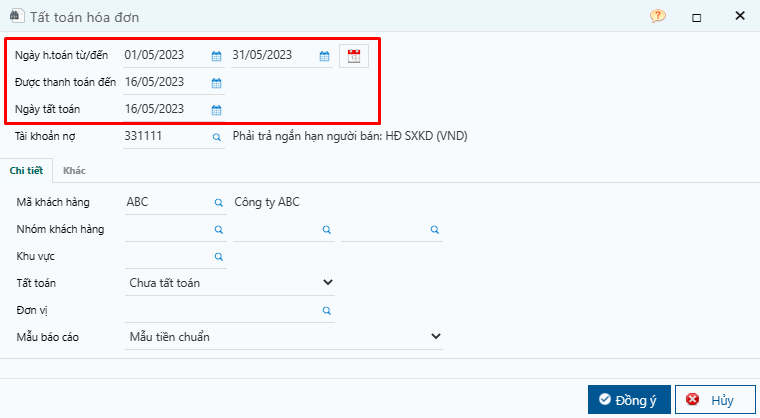 Tất toán hóa đơn
Ngày h.toán từ/đến 01/05/2023 31/05/2023
Được thanh toán đến 16/05/2023
Ngày tất toán 16/05/2023
Tài khoản nợ 331111 Phải trả ngắn hạn người bán: HĐ SXKD (VND)
Chi tiết Khác
Mã khách hàng ABC Công ty ABC
Nhóm khách hàng
Khu vực
Tất toán Chưa tất toán
Đơn vị
Mẫu báo cáo Mẫu tiền chuẩn
Đồng ý Hủy